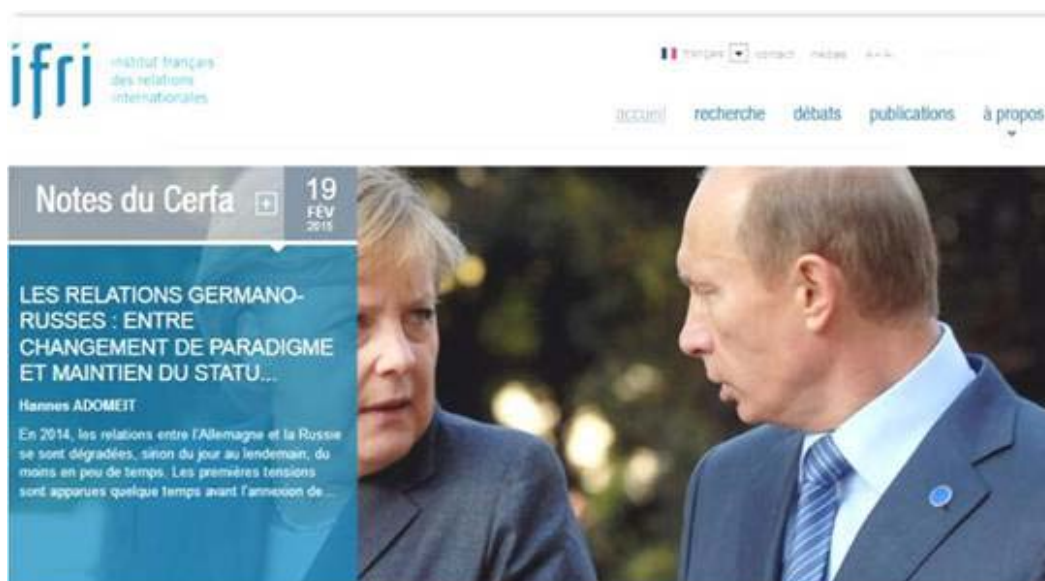 ifri
institut français
des relations
internationales
français contact médias
accueil recherche débats publications à propos
Notes du Cerfa +
19
FÉV
2015
LES RELATIONS GERMANO-
RUSSES : ENTRE
CHANGEMENT DE PARADIGME
ET MAINTIEN DU STATU...
Hannes ADOMEIT
En 2014, les relations entre l'Allemagne et la Russie
se sont dégradées, sinon du jour au lendemain, du
moins en peu de temps. Les premières tensions
sont apparues quelque temps avant l'annexion de...